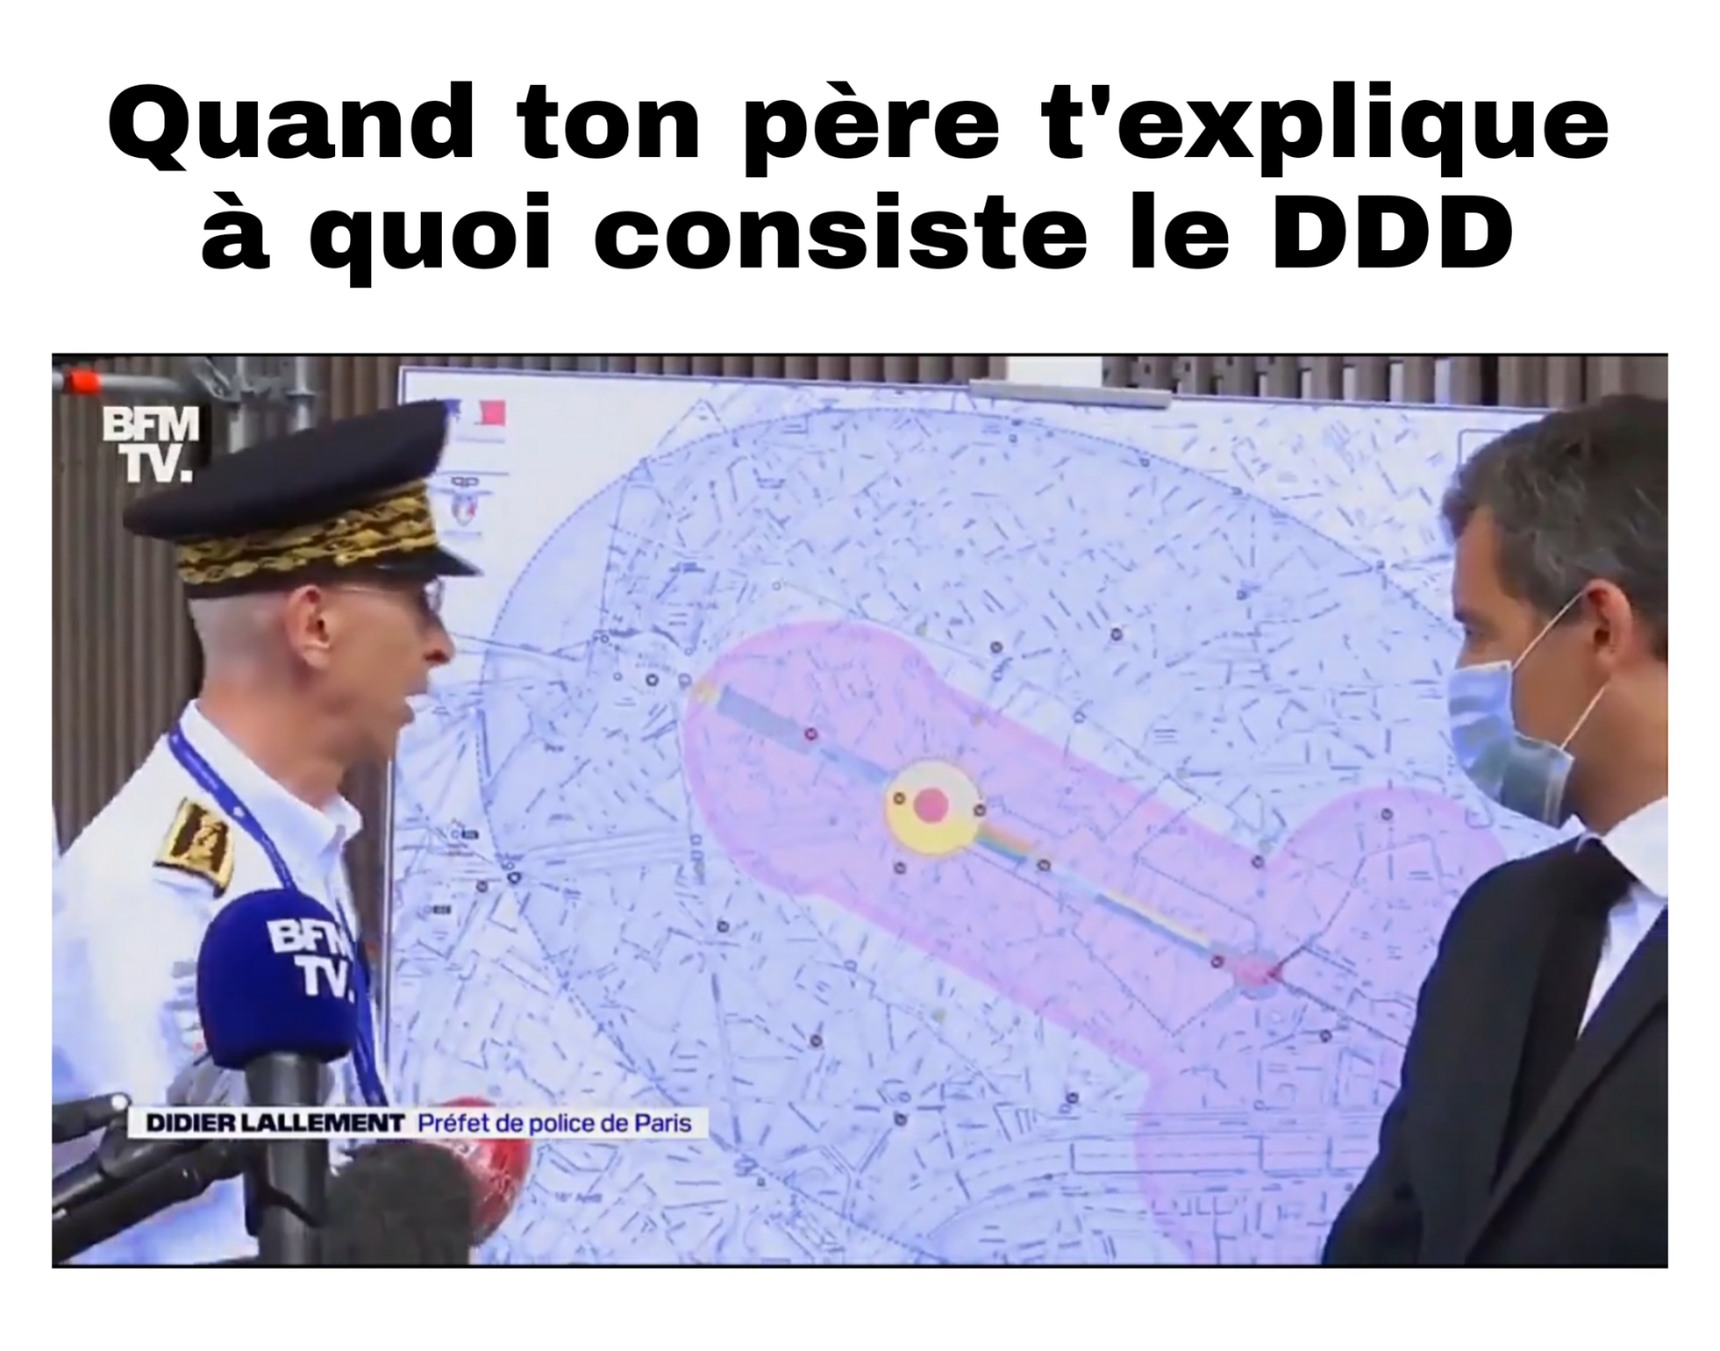 Quand ton père t'explique
à quoi consiste le DDD
BFM
TV.
BFM
TV.
DIDIER LALLEMENT Préfet de police de Paris